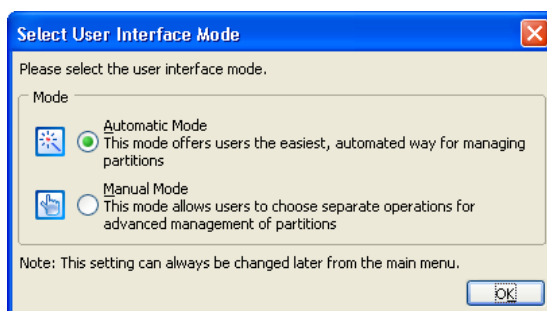 Select User Interface Mode
Please select the user interface mode.
Mode
Automatic Mode
This mode offers users the easiest, automated way for managing
partitions
Manual Mode
This mode allows users to choose separate operations for
advanced management of partitions
Note: This setting can always be changed later from the main menu.
OK